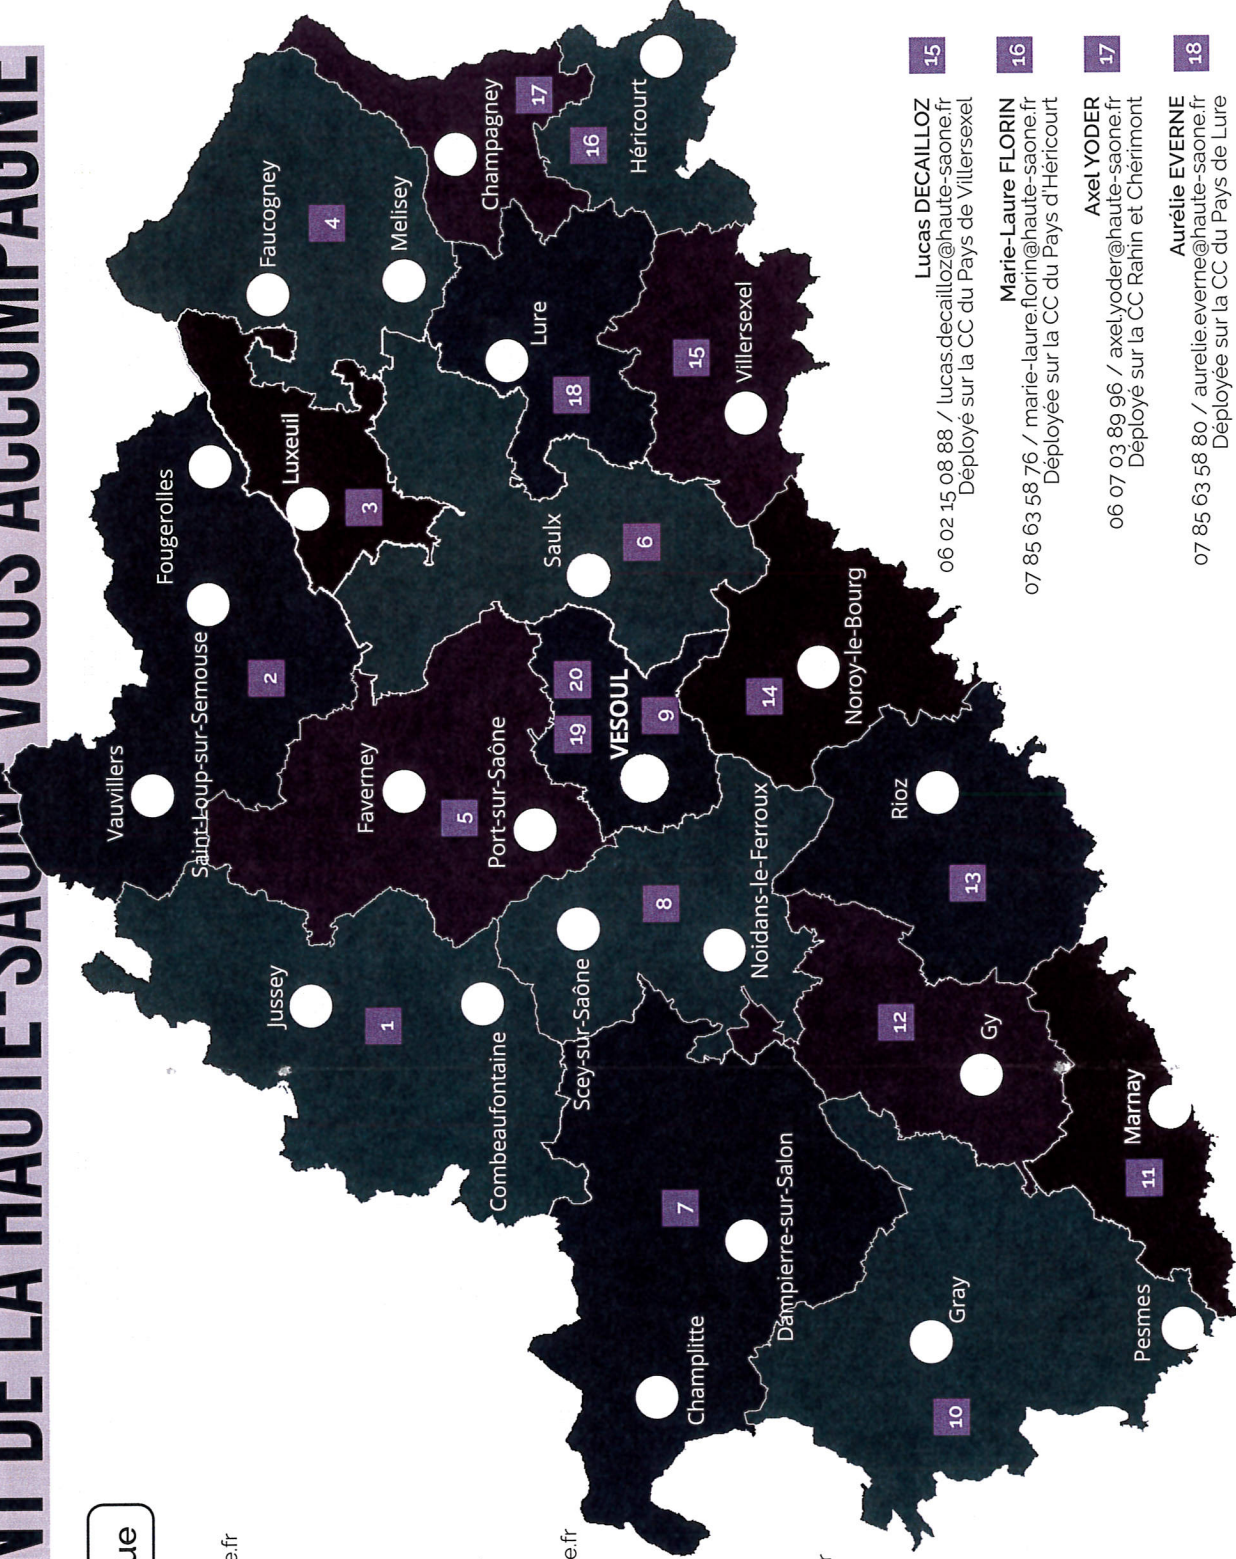 NT DE LA HAUTE-SAÔNE VOUS ACCOMPAGNE
ue
e.fr
e.fr
Vauvillers
Fougerolles
Saint-Loup-sur-Semouse
2
Luxeuil
3
Faucogney
4
Melisey
Jussey
1
Combeaufontaine
Faverney
5
Port-sur-Saône
Saulx
6
Lure
18
Champagney
17
16
Héricourt
Champlitte
7
Dampierre-sur-Salon
Scey-sur-Saône
8
Noidans-le-Ferroux
19
20
VESOUL
9
15
Villersexel
14
Noroy-le-Bourg
Rioz
13
12
Gy
Gray
10
Pesmes
11
Marnay
Lucas DECAILLOZ
15
06 02 15 08 88 / lucas.decailloz@haute-saone.fr
Déployé sur la CC du Pays de Villersexel
Marie-Laure FLORIN
16
07 85 63 58 76 / marie-laure.florin@haute-saone.fr
Déployée sur la CC du Pays d'Héricourt
Axel YODER
17
06 07 03 89 96 / axel.yoder@haute-saone.fr
Déployé sur la CC Rahin et Chérimont
Aurélie EVERNE
18
07 85 63 58 80 / aurelie.everne@haute-saone.fr
Déployée sur la CC du Pays de Lure